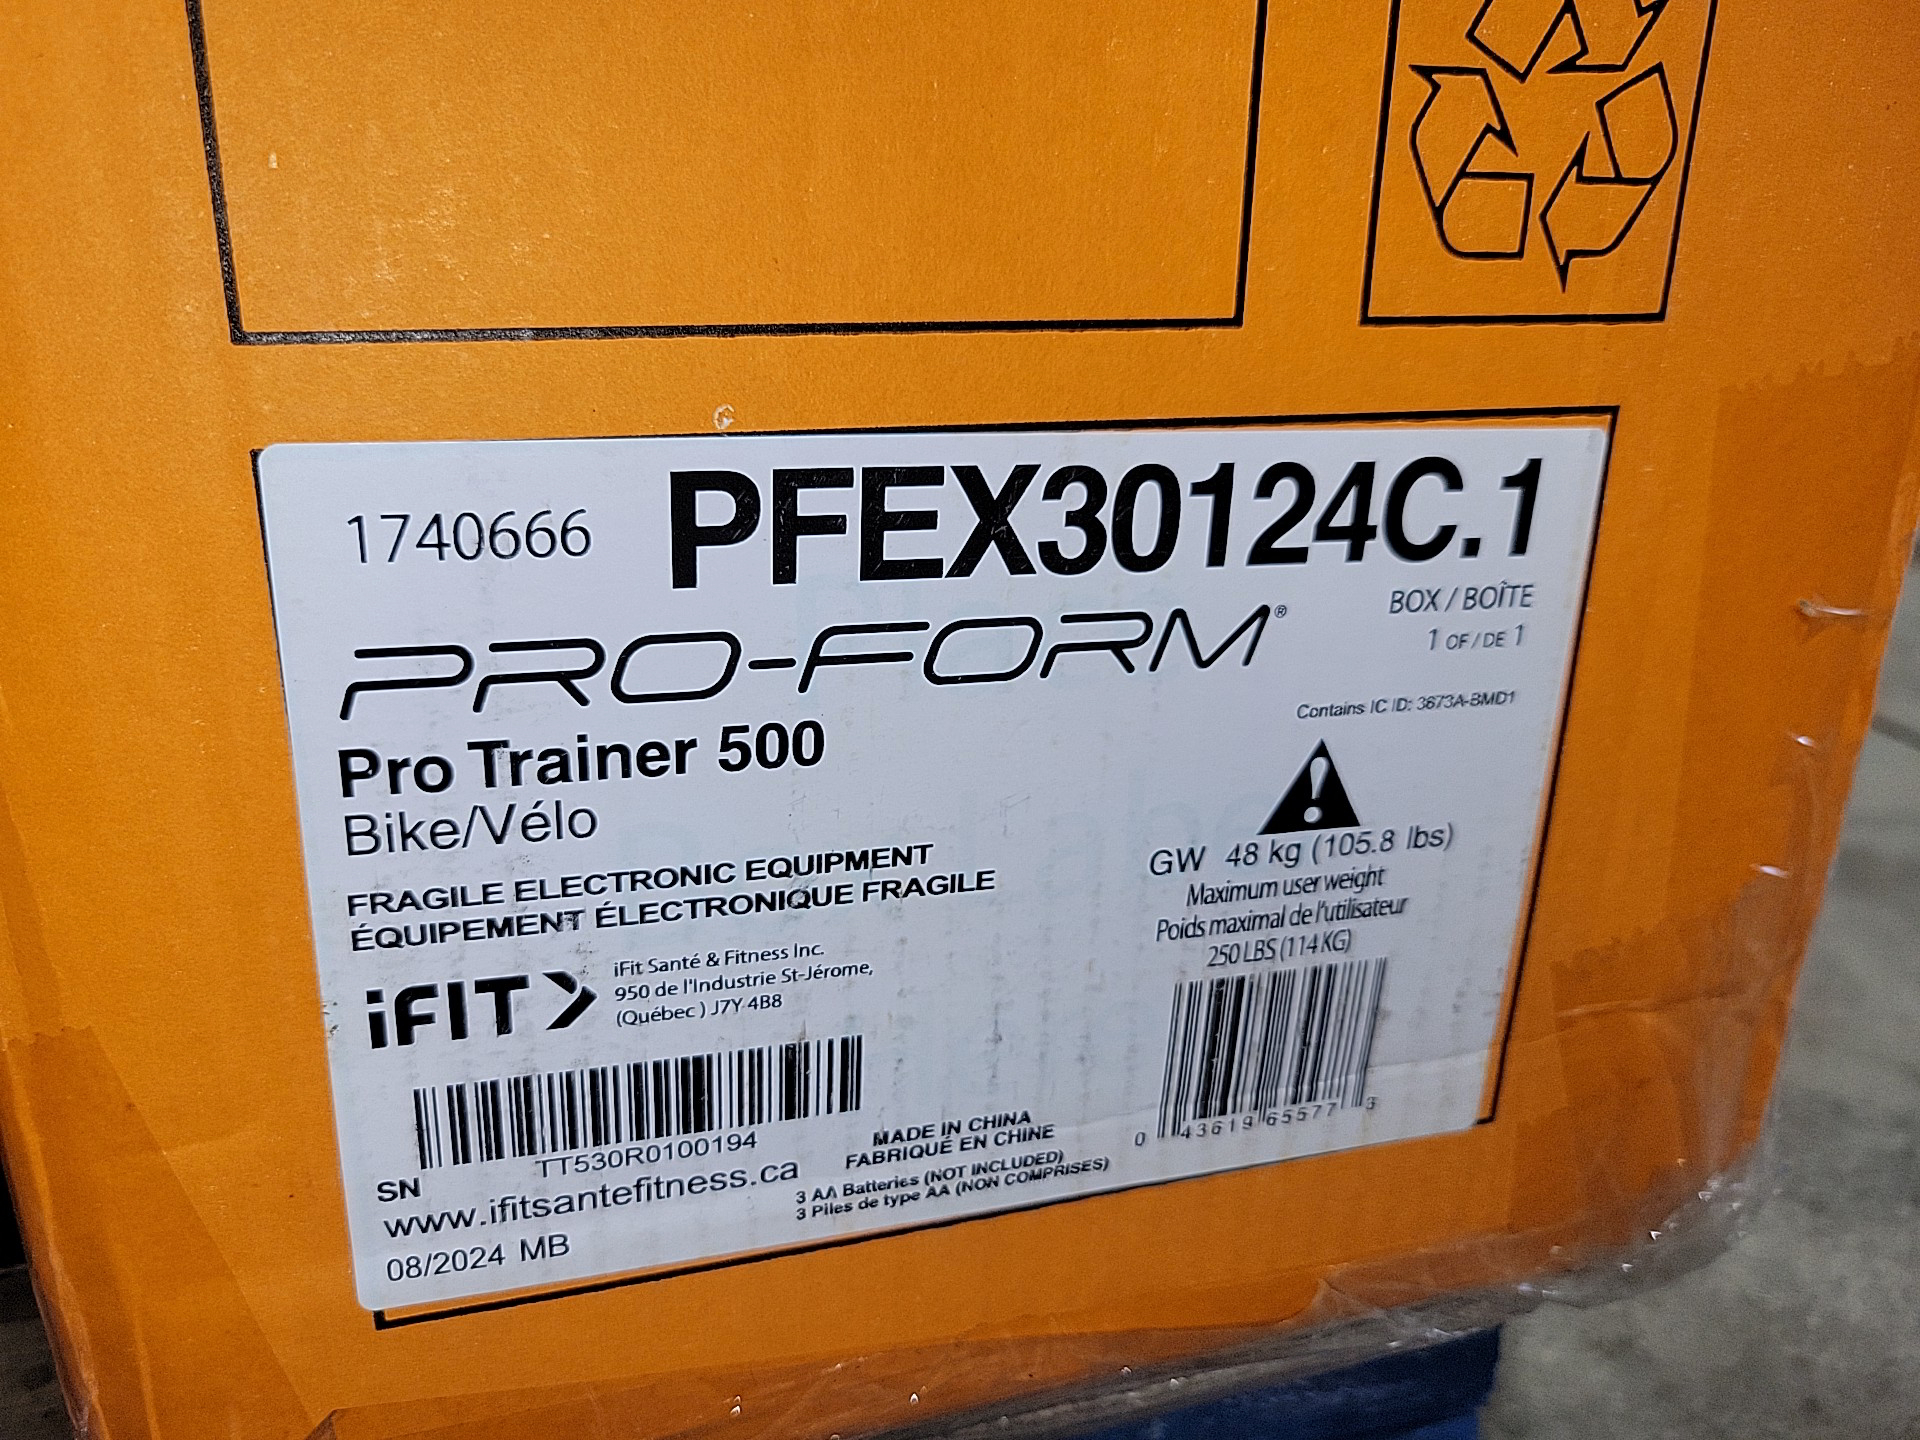 1740666 PFEX30124C.1
BOX / BOÎTE
1 OF / DE 1
PRO-FORM®
Contains IC ID: 3673A-BMD1
Pro Trainer 500
Bike/Vélo
FRAGILE ELECTRONIC EQUIPMENT
ÉQUIPEMENT ÉLECTRONIQUE FRAGILE
GW 48 kg (105.8 lbs)
Maximum user weight
Poids maximal de l'utilisateur
250 LBS (114 KG)
iFIT
iFit Santé & Fitness Inc.
950 de l'Industrie St-Jérome,
(Québec ) J7Y 4B8
TT530R0100194
SN
www.ifitsantefitness.ca
08/2024 MB
MADE IN CHINA
FABRIQUÉ EN CHINE
3 AA Batteries (NOT INCLUDED)
3 Piles de type AA (NON COMPRISES)
0 43619 65577 3